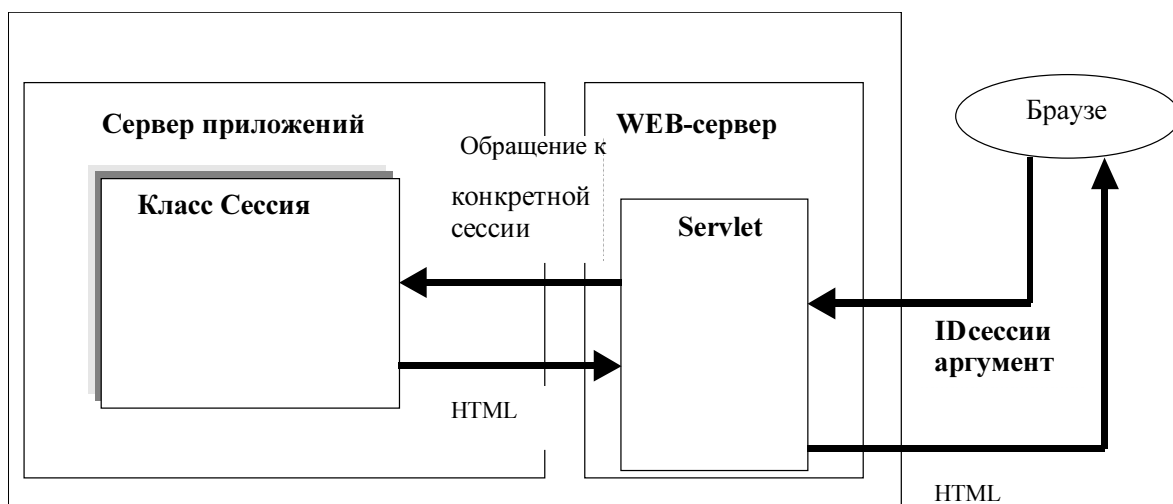 Сервер приложений
WEB-сервер
Браузе
Обращение к
конкретной
сессии
Класс Сессия
Servlet
IDсессии
аргумент
HTML
HTML